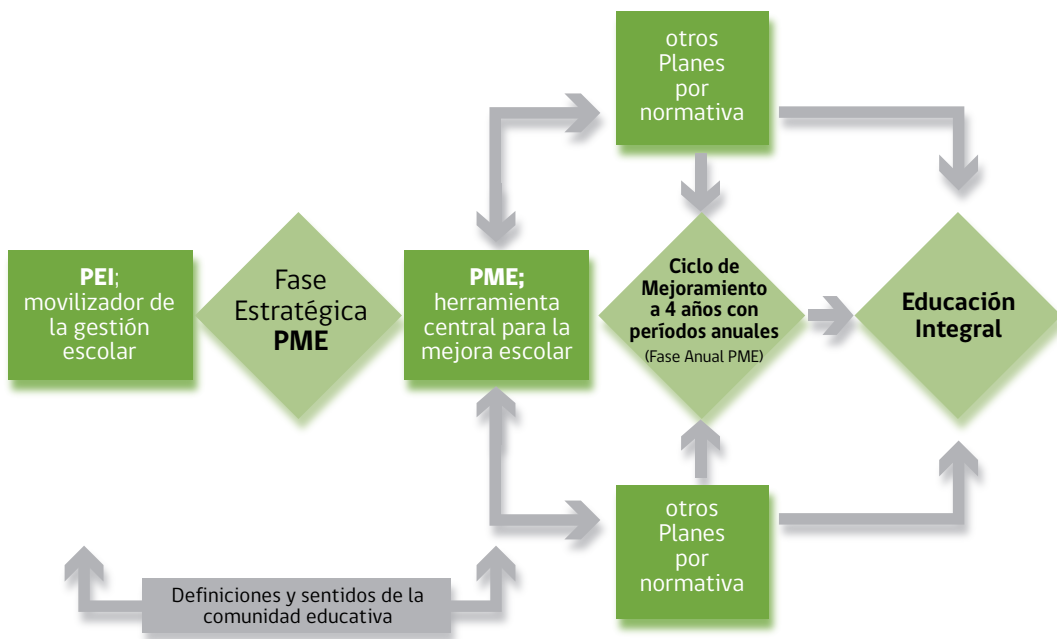 otros
Planes
por
normativa
PEI;
movilizador de
la gestión
escolar
Fase
Estratégica
PME
PME;
herramienta
central para la
mejora escolar
Ciclo de
Mejoramiento
a 4 años con
períodos anuales
(Fase Anual PME)
Educación
Integral
otros
Planes
por
normativa
Definiciones y sentidos de la
comunidad educativa